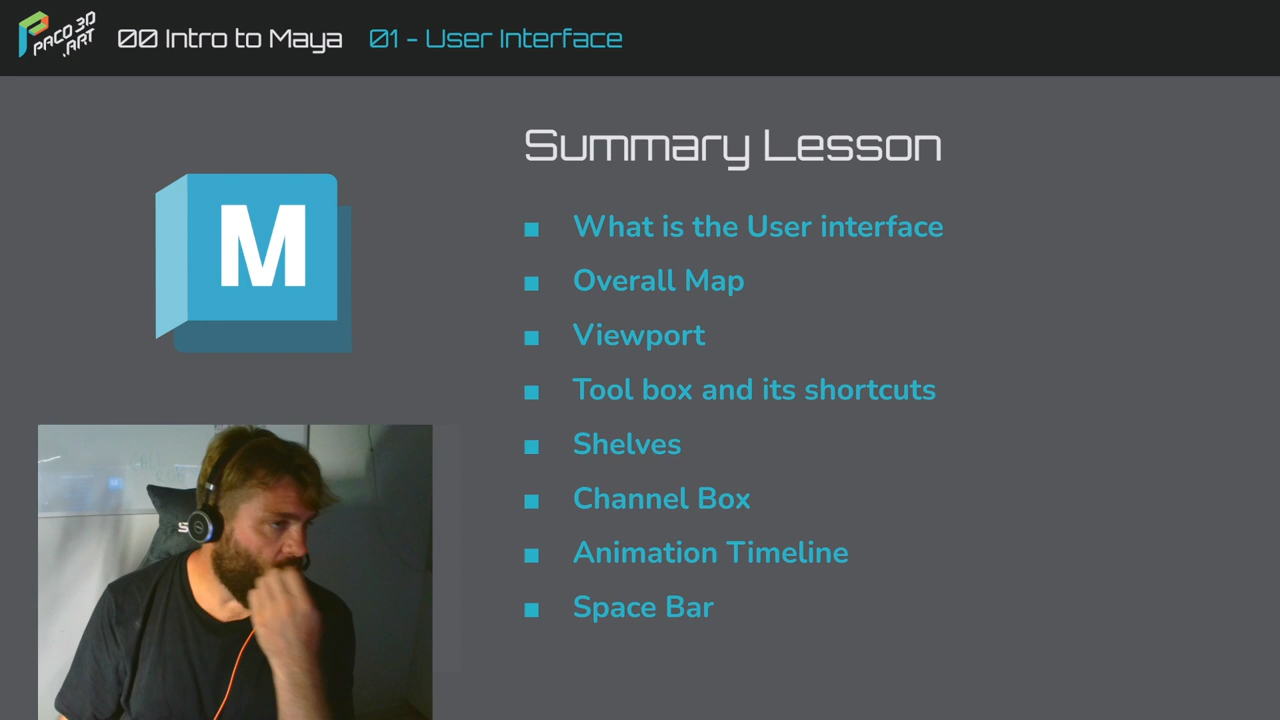 PACO 3D
.ART
00 Intro to Maya
01 - User Interface
Summary Lesson
M
What is the User interface
Overall Map
Viewport
Tool box and its shortcuts
Shelves
Channel Box
Animation Timeline
Space Bar
S